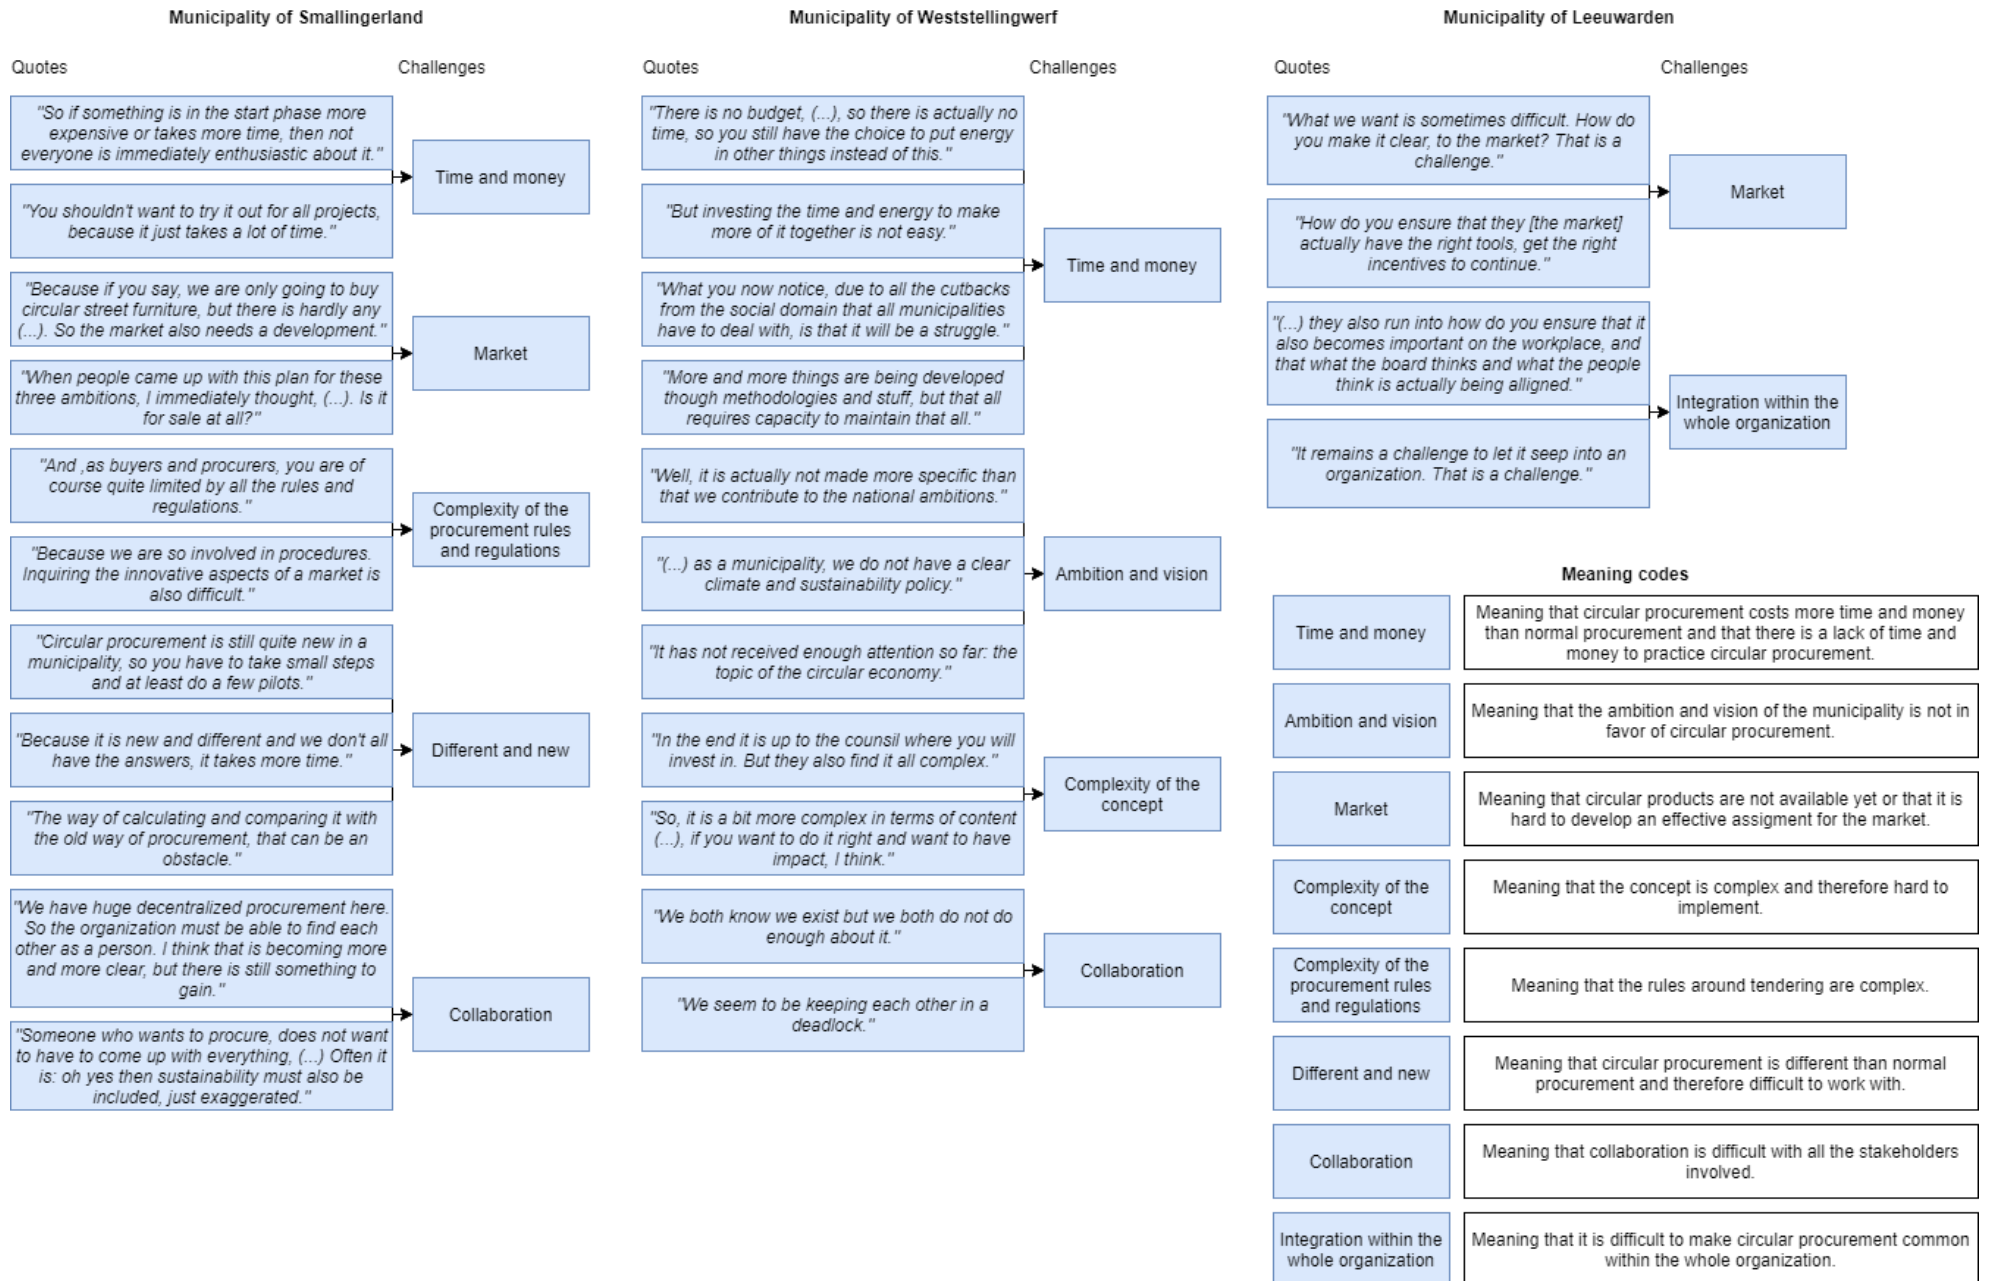 Municipality of Smallingerland
Quotes
Challenges
"So if something is in the start phase more
expensive or takes more time, then not
everyone is immediately enthusiastic about it."
"You shouldn't want to try it out for all projects,
because it just takes a lot of time."
Time and money
"Because if you say, we are only going to buy
circular street furniture, but there is hardly any
(...). So the market also needs a development."
"When people came up with this plan for these
three ambitions, I immediately thought, (...). Is it
for sale at all?"
Market
"And ,as buyers and procurers, you are of
course quite limited by all the rules and
regulations."
"Because we are so involved in procedures.
Inquiring the innovative aspects of a market is
also difficult."
Complexity of the
procurement rules
and regulations
"Circular procurement is still quite new in a
municipality, so you have to take small steps
and at least do a few pilots."
"Because it is new and different and we don't all
have the answers, it takes more time."
"The way of calculating and comparing it with
the old way of procurement, that can be an
obstacle."
Different and new
"We have huge decentralized procurement here.
So the organization must be able to find each
other as a person. I think that is becoming more
and more clear, but there is still something to
gain."
"Someone who wants to procure, does not want
to have to come up with everything, (...) Often it
is: oh yes then sustainability must also be
included, just exaggerated."
Collaboration
Municipality of Weststellingwerf
Quotes
Challenges
"There is no budget, (...), so there is actually no
time, so you still have the choice to put energy
in other things instead of this."
"But investing the time and energy to make
more of it together is not easy."
"What you now notice, due to all the cutbacks
from the social domain that all municipalities
have to deal with, is that it will be a struggle."
"More and more things are being developed
though methodologies and stuff, but that all
requires capacity to maintain that all."
Time and money
"Well, it is actually not made more specific than
that we contribute to the national ambitions."
"(...) as a municipality, we do not have a clear
climate and sustainability policy."
"It has not received enough attention so far: the
topic of the circular economy."
Ambition and vision
"In the end it is up to the counsil where you will
invest in. But they also find it all complex."
"So, it is a bit more complex in terms of content
(...), if you want to do it right and want to have
impact, I think."
Complexity of the
concept
"We both know we exist but we both do not do
enough about it."
"We seem to be keeping each other in a
deadlock."
Collaboration
Municipality of Leeuwarden
Quotes
Challenges
"What we want is sometimes difficult. How do
you make it clear, to the market? That is a
challenge."
"How do you ensure that they [the market]
actually have the right tools, get the right
incentives to continue."
Market
"(...) they also run into how do you ensure that it
also becomes important on the workplace, and
that what the board thinks and what the people
think is actually being alligned."
"It remains a challenge to let it seep into an
organization. That is a challenge."
Integration within the
whole organization
Meaning codes
Time and money
Meaning that circular procurement costs more time and money
than normal procurement and that there is a lack of time and
money to practice circular procurement.
Ambition and vision
Meaning that the ambition and vision of the municipality is not in
favor of circular procurement.
Market
Meaning that circular products are not available yet or that it is
hard to develop an effective assigment for the market.
Complexity of the
concept
Meaning that the concept is complex and therefore hard to
implement.
Complexity of the
procurement rules
and regulations
Meaning that the rules around tendering are complex.
Different and new
Meaning that circular procurement is different than normal
procurement and therefore difficult to work with.
Collaboration
Meaning that collaboration is difficult with all the stakeholders
involved.
Integration within the
whole organization
Meaning that it is difficult to make circular procurement common
within the whole organization.